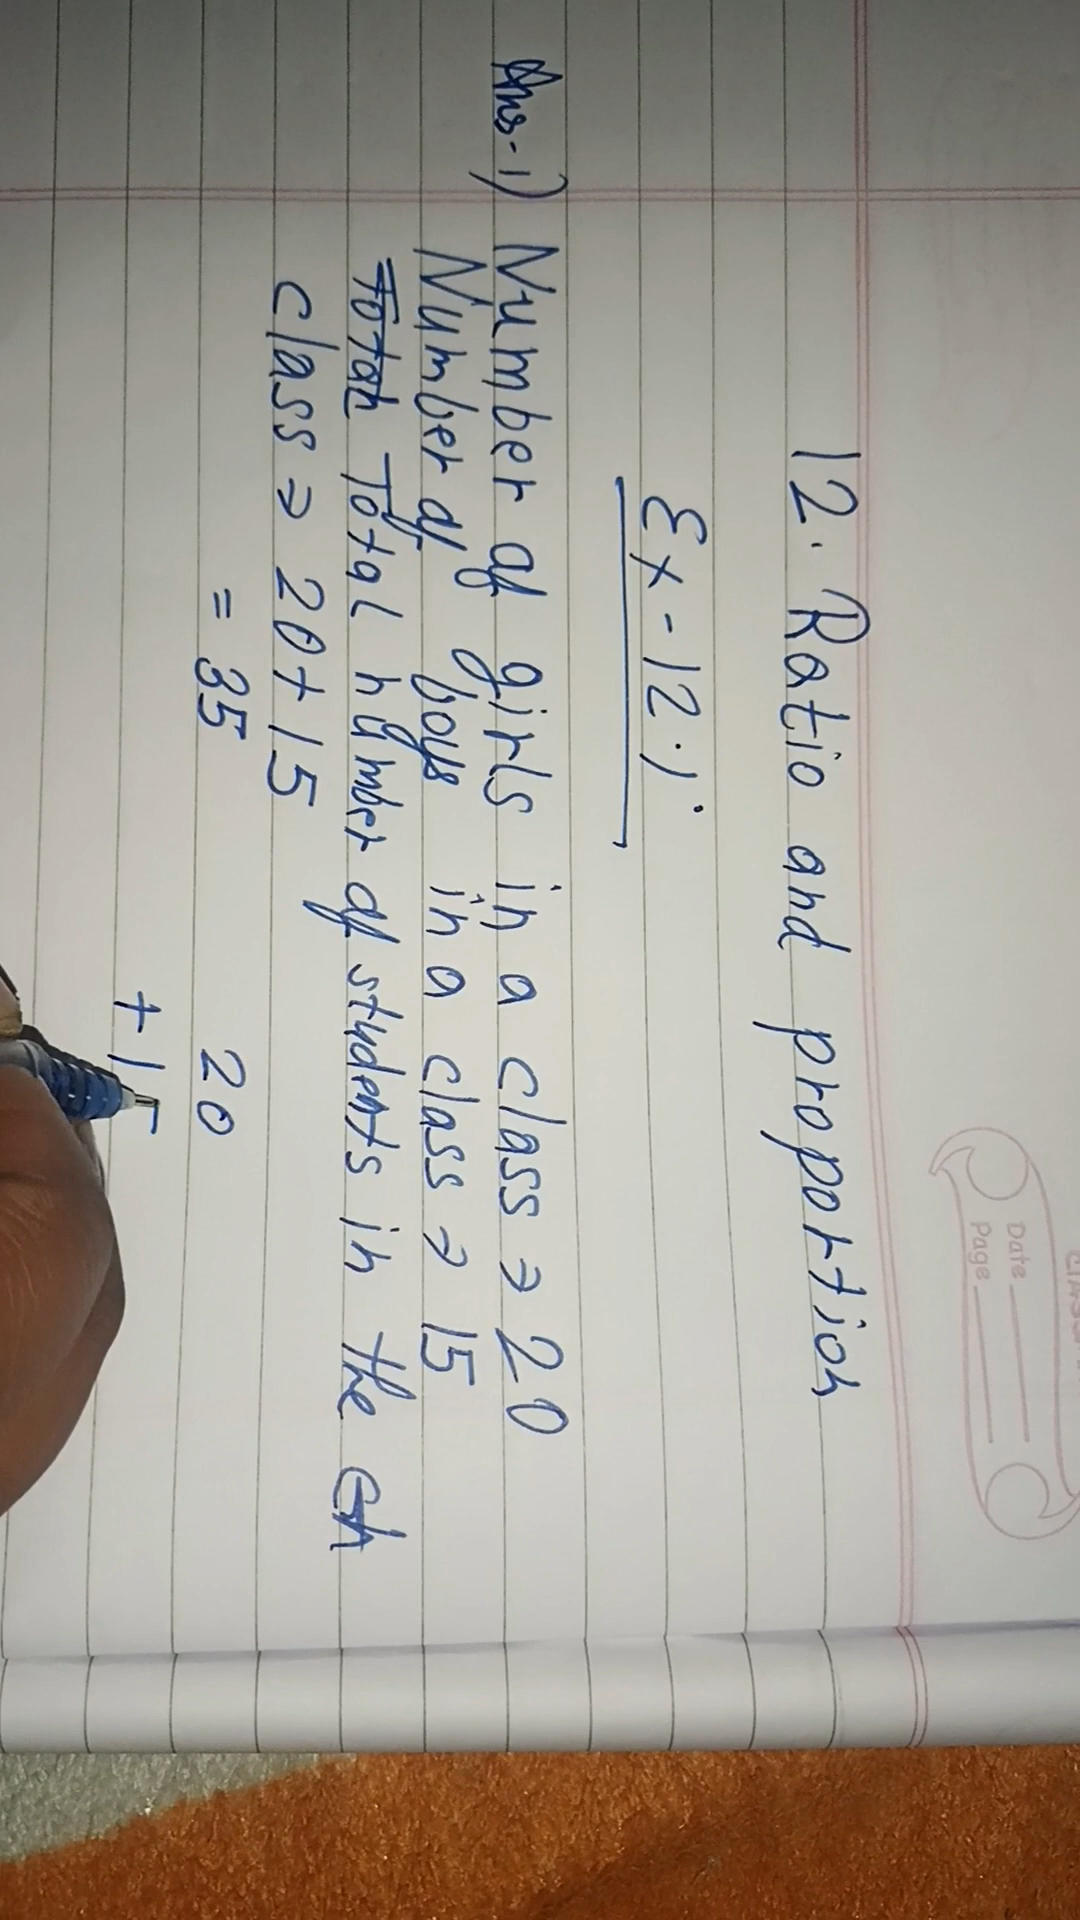 Date
Page
12. Ratio and proportion
Ex-12.1
Ans-1) Number of girls in a class → 20
Number of boys in a class → 15
Total number of students in the
class → 20+15
= 35
20
+15